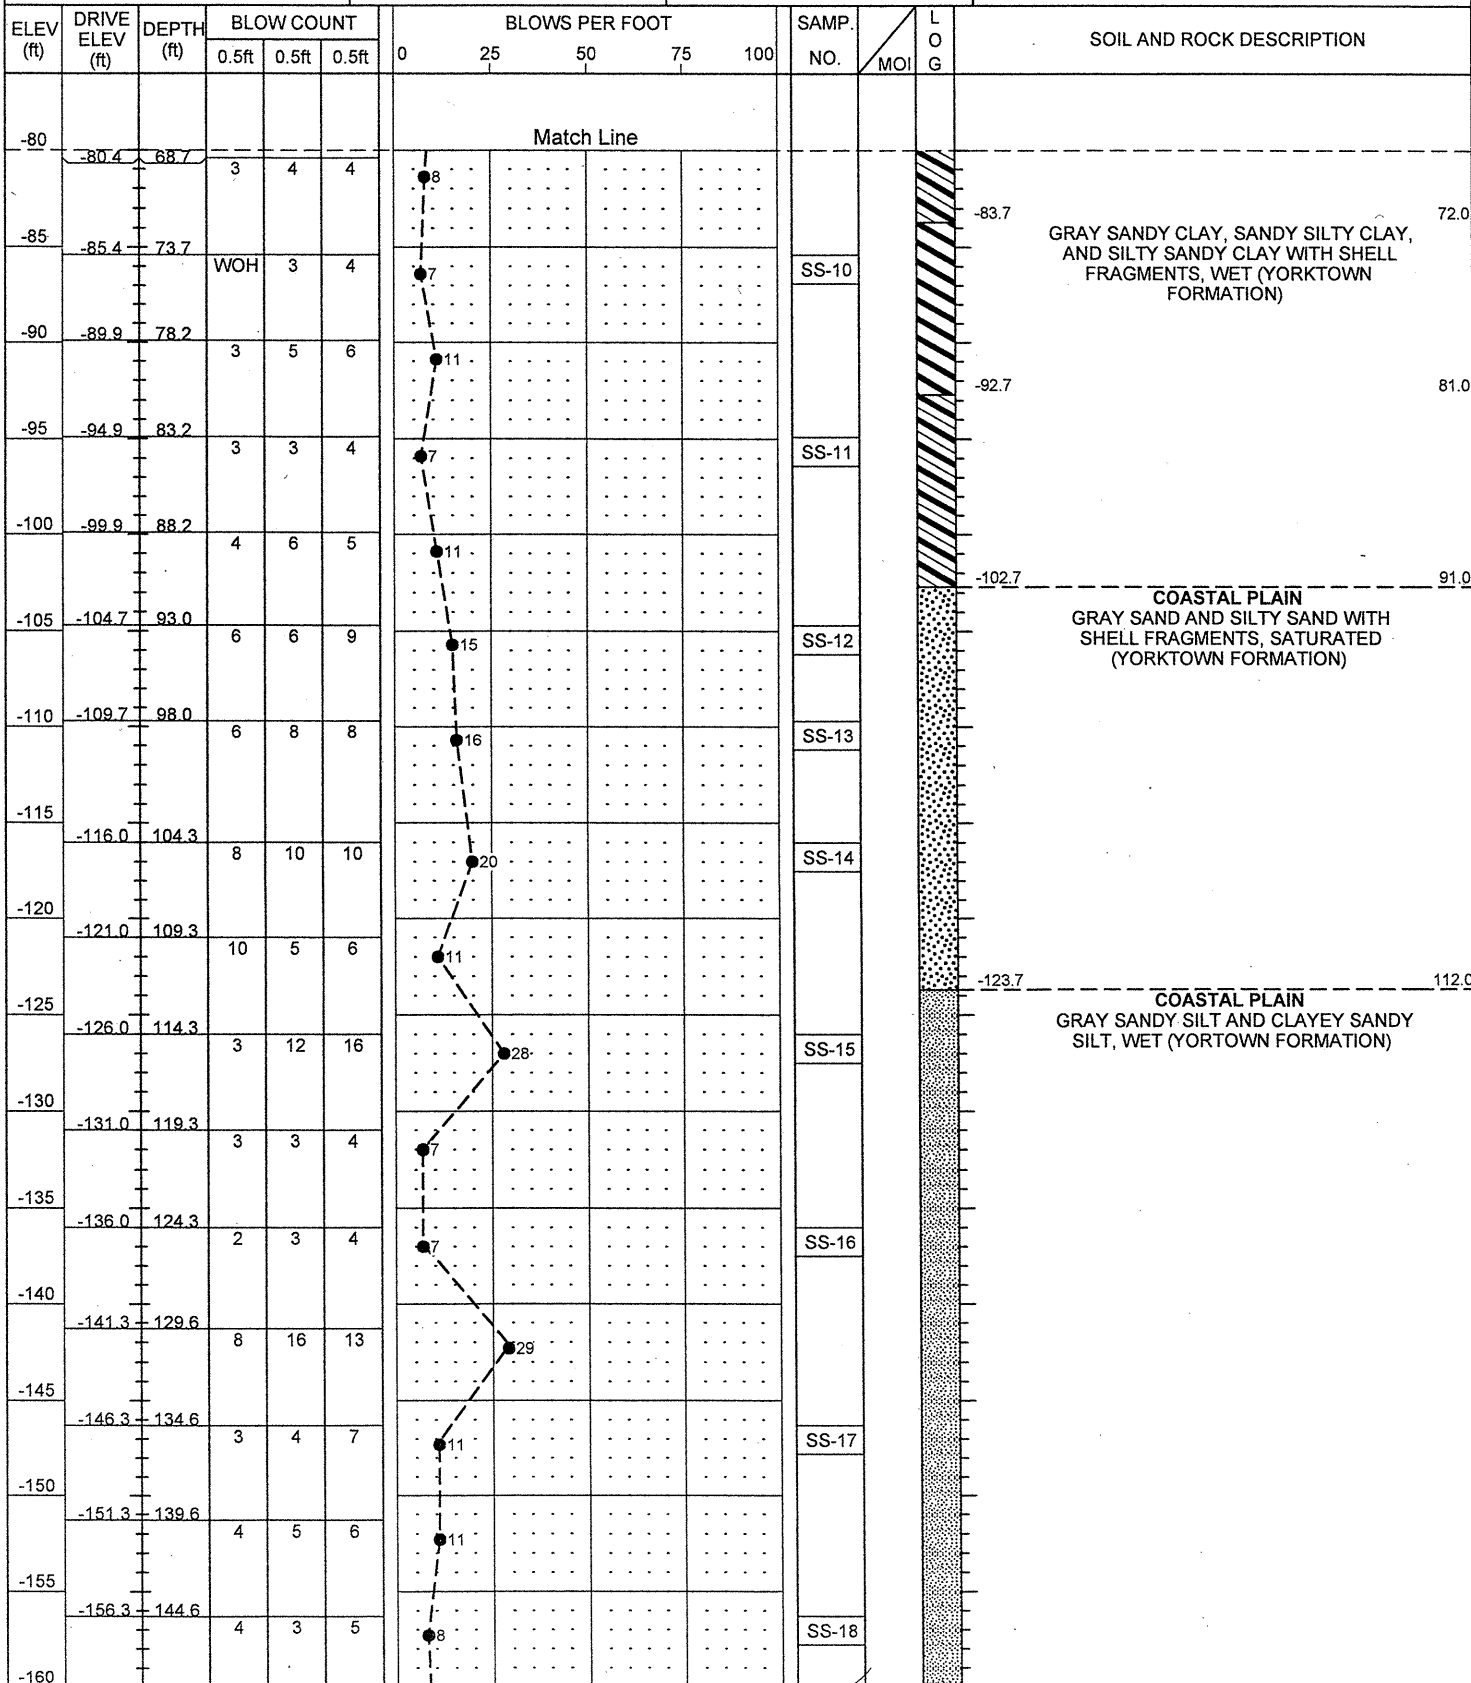 ELEV (ft) DRIVE ELEV (ft) DEPTH (ft) BLOW COUNT BLOWS PER FOOT SAMP. NO. MOI LOG SOIL AND ROCK DESCRIPTION
0.5ft 0.5ft 0.5ft 0 25 50 75 100
Match Line
-80
-80.4 68.7 3 4 4 8
-83.7 72.0
-85
-85.4 73.7 WOH 3 4 7 SS-10
GRAY SANDY CLAY, SANDY SILTY CLAY,
AND SILTY SANDY CLAY WITH SHELL
FRAGMENTS, WET (YORKTOWN
FORMATION)
-90
-89.9 78.2 3 5 6 11
-92.7 81.0
-95
-94.9 83.2 3 3 4 7 SS-11
-100
-99.9 88.2 4 6 5 11
-102.7 91.0
COASTAL PLAIN
GRAY SAND AND SILTY SAND WITH
SHELL FRAGMENTS, SATURATED
(YORKTOWN FORMATION)
-105
-104.7 93.0 6 6 9 15 SS-12
-110
-109.7 98.0 6 8 8 16 SS-13
-115
-116.0 104.3 8 10 10 20 SS-14
-120
-121.0 109.3 10 5 6 11
-123.7 112.0
COASTAL PLAIN
GRAY SANDY SILT AND CLAYEY SANDY
SILT, WET (YORTOWN FORMATION)
-125
-126.0 114.3 3 12 16 28 SS-15
-130
-131.0 119.3 3 3 4 7
-135
-136.0 124.3 2 3 4 7 SS-16
-140
-141.3 129.6 8 16 13 29
-145
-146.3 134.6 3 4 7 11 SS-17
-150
-151.3 139.6 4 5 6 11
-155
-156.3 144.6 4 3 5 8 SS-18
-160